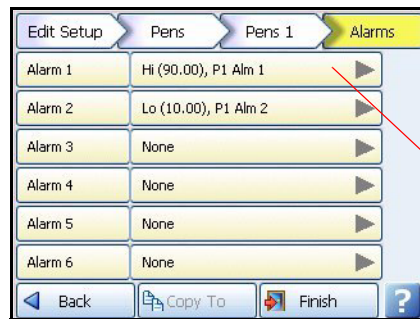 Edit Setup Pens Pens 1 Alarms
Alarm 1 Hi (90.00), P1 Alm 1
Alarm 2 Lo (10.00), P1 Alm 2
Alarm 3 None
Alarm 4 None
Alarm 5 None
Alarm 6 None
Back Copy To Finish ?